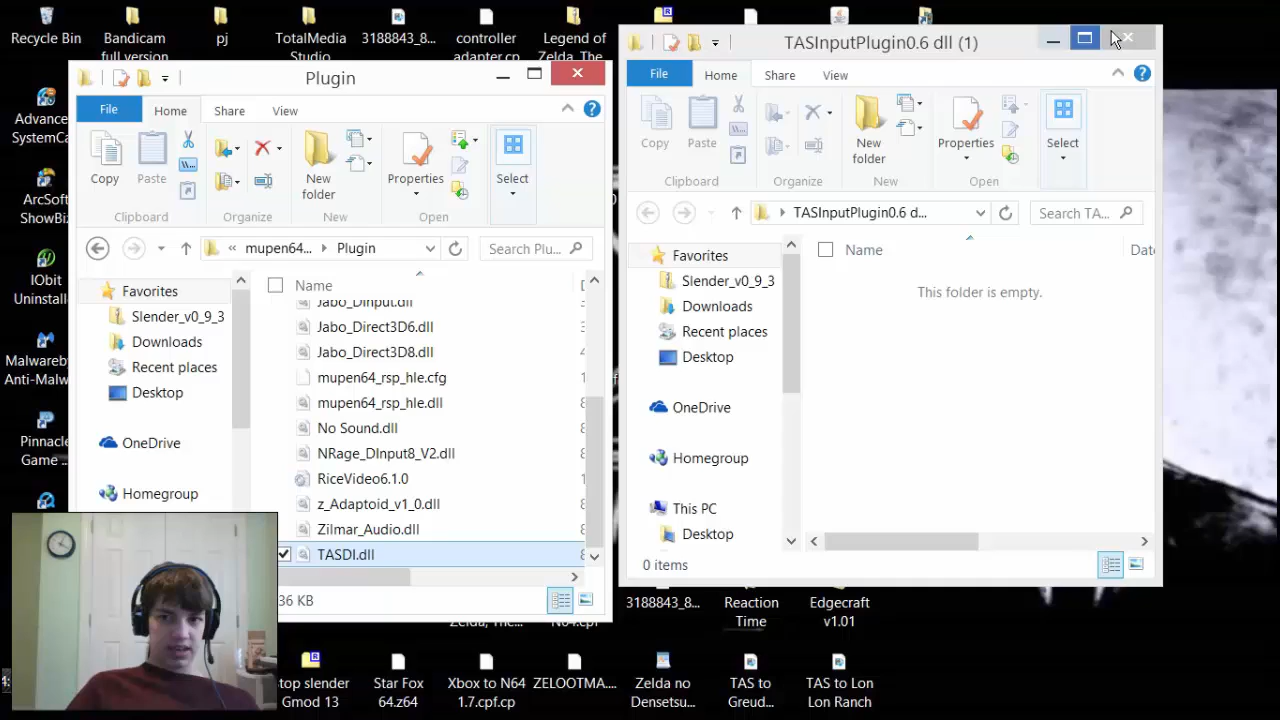 Recycle Bin
Bandicam
full version
pj
TotalMedia
Studio
3188843_8...
controller
adapter.cp
Legend of
Zelda, The
Advance
SystemCa
ArcSoft
ShowBiz
IObit
Uninstalle
Malwareb
Anti-Malw
Pinnacle
Game ...
Plugin
File
Home
Share
View
Copy
Paste
Clipboard
Organize
New
folder
New
Properties
Open
Select
mupen64...
Plugin
Search Plu...
Favorites
Slender_v0_9_3
Downloads
Recent places
Desktop
OneDrive
Homegroup
Name
Jabo_DInput.dll
Jabo_Direct3D6.dll
Jabo_Direct3D8.dll
mupen64_rsp_hle.cfg
mupen64_rsp_hle.dll
No Sound.dll
NRage_DInput8_V2.dll
RiceVideo6.1.0
z_Adaptoid_v1_0.dll
Zilmar_Audio.dll
TASDI.dll
36 KB
TASInputPlugin0.6 dll (1)
File
Home
Share
View
Copy
Paste
Clipboard
Organize
New
folder
New
Properties
Open
Select
TASInputPlugin0.6 d...
Search TA...
Favorites
Slender_v0_9_3
Downloads
Recent places
Desktop
OneDrive
Homegroup
This PC
Desktop
Name
Date
This folder is empty.
0 items
3188843_8...
Reaction
Time
Edgecraft
v1.01
top slender
Gmod 13
Star Fox
64.z64
Xbox to N64
1.7.cpf.cp
ZELOOTMA...
Zelda no
Densetsu...
TAS to
Greud...
TAS to Lon
Lon Ranch